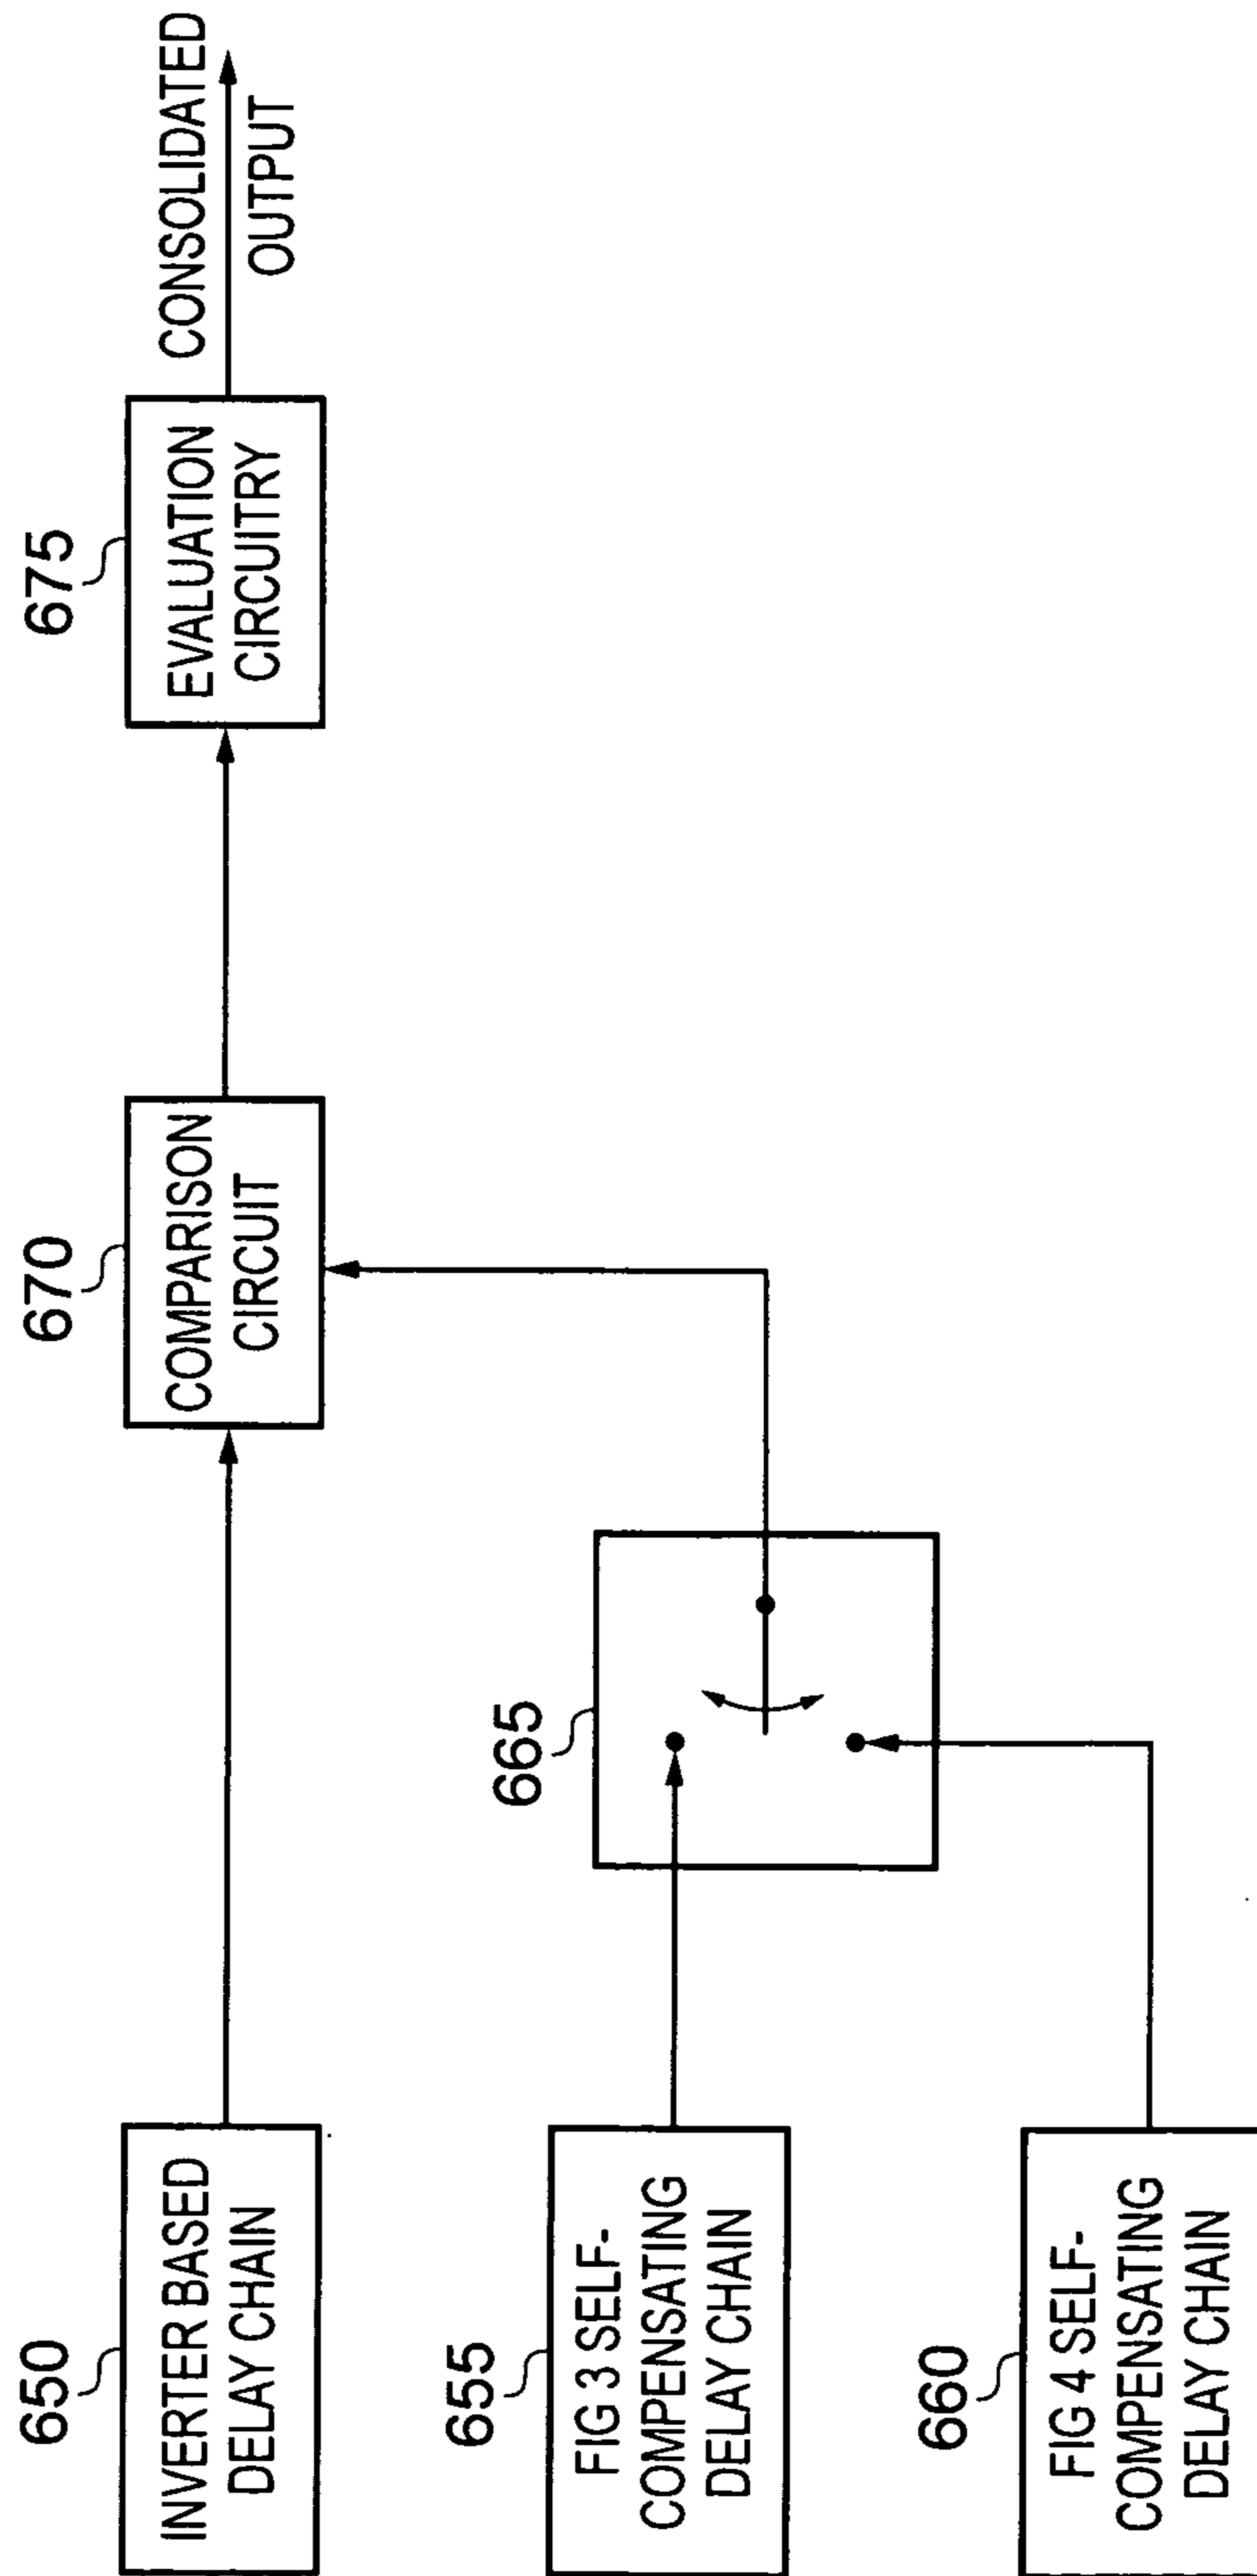 650
INVERTER BASED
DELAY CHAIN
655
FIG 3 SELF-
COMPENSATING
DELAY CHAIN
660
FIG 4 SELF-
COMPENSATING
DELAY CHAIN
665
670
COMPARISON
CIRCUIT
675
EVALUATION
CIRCUITRY
CONSOLIDATED
OUTPUT